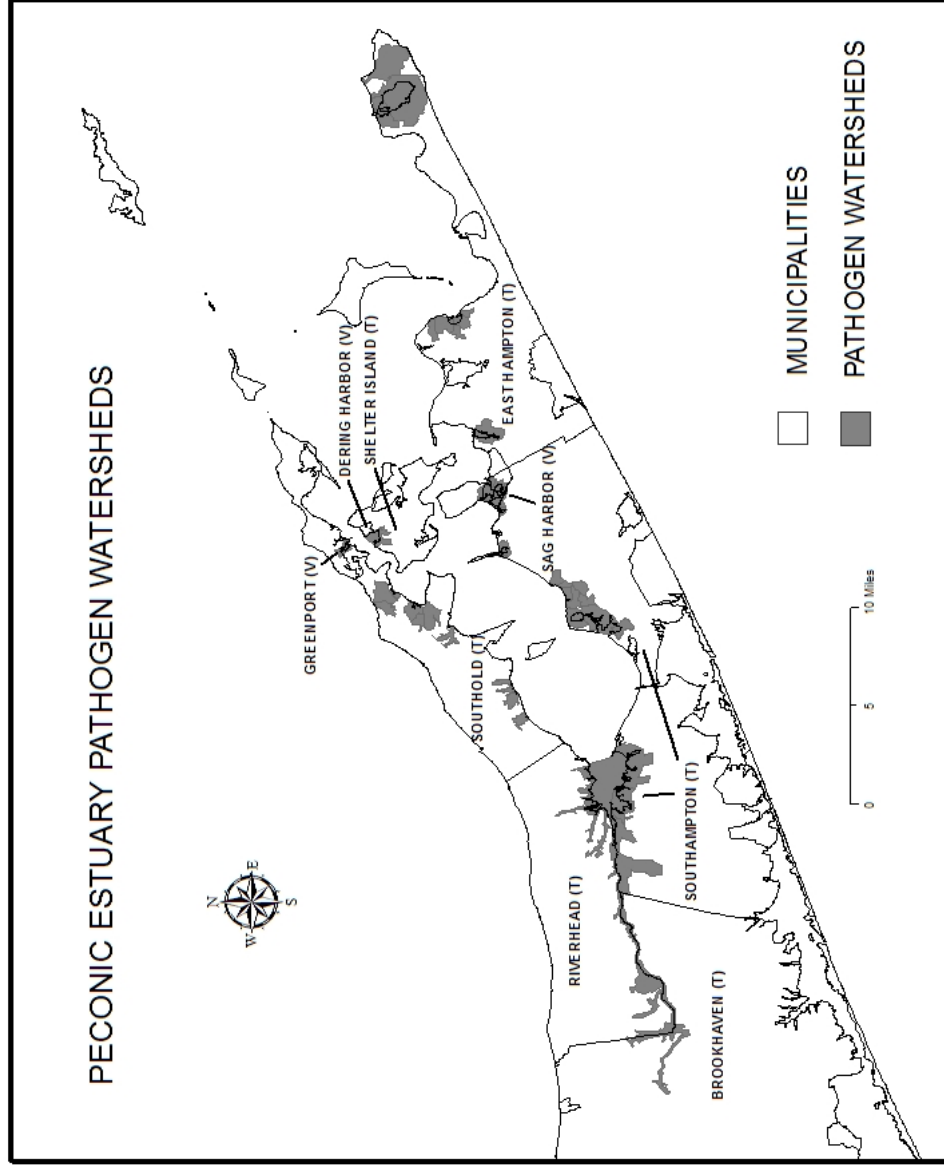 PECONIC ESTUARY PATHOGEN WATERSHEDS
N
W
E
S
GREENPORT (V)
DERING HARBOR (V)
SHELTER ISLAND (T)
SOUTHOLD (T)
EAST HAMPTON (T)
SAG HARBOR (V)
RIVERHEAD (T)
SOUTHAMPTON (T)
BROOKHAVEN (T)
0
5
10 Miles
MUNICIPALITIES
PATHOGEN WATERSHEDS